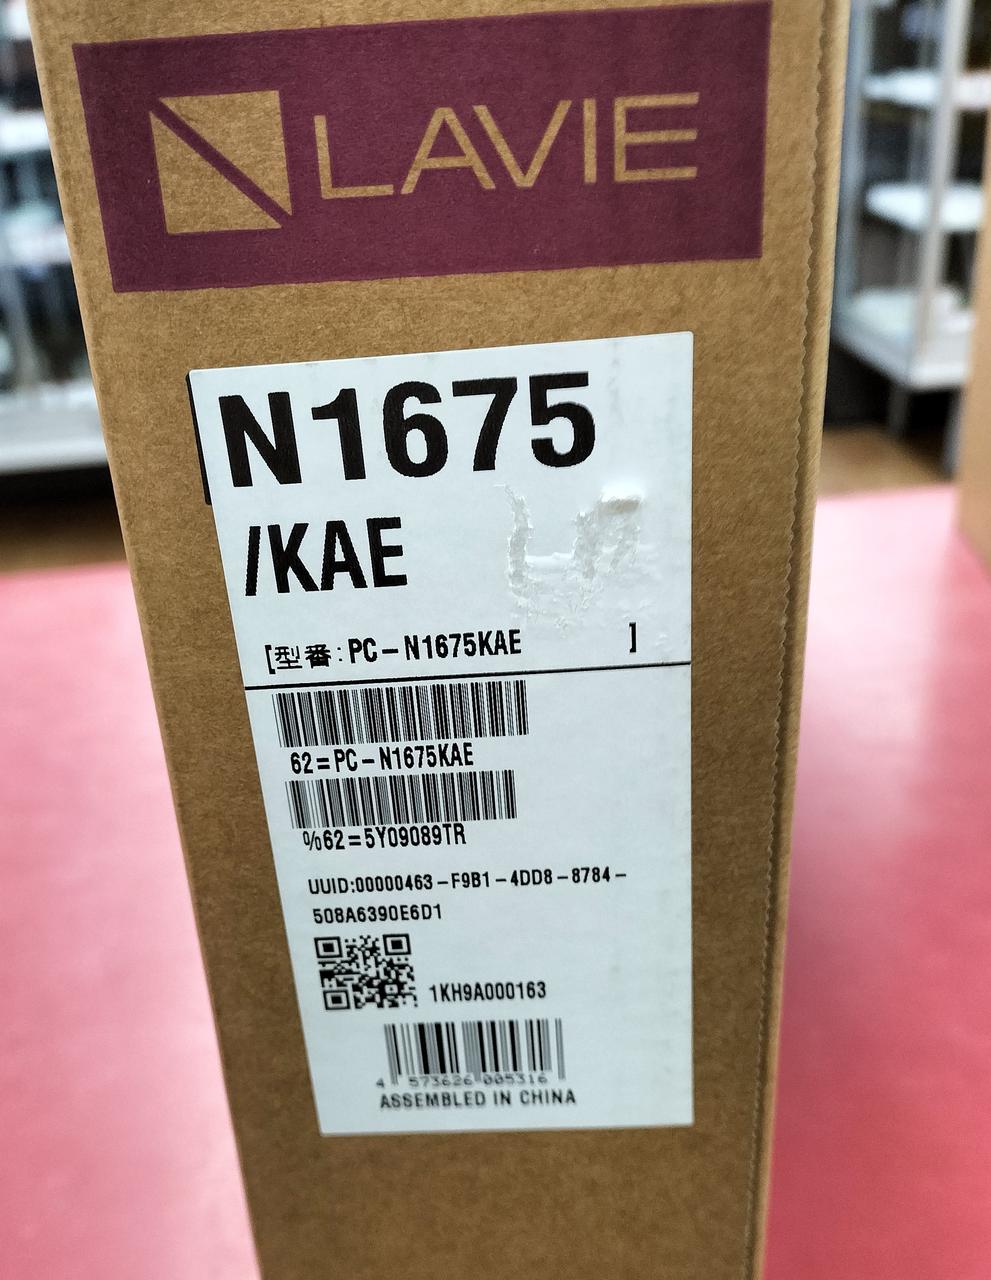 LAVIE
N1675
/KAE
[型番:PC-N1675KAE ]
62=PC-N1675KAE
%62=5Y09089TR
UUID:00000463-F9B1-4DD8-8784-
508A6390E6D1
1KH9A000163
4 573626 005316
ASSEMBLED IN CHINA